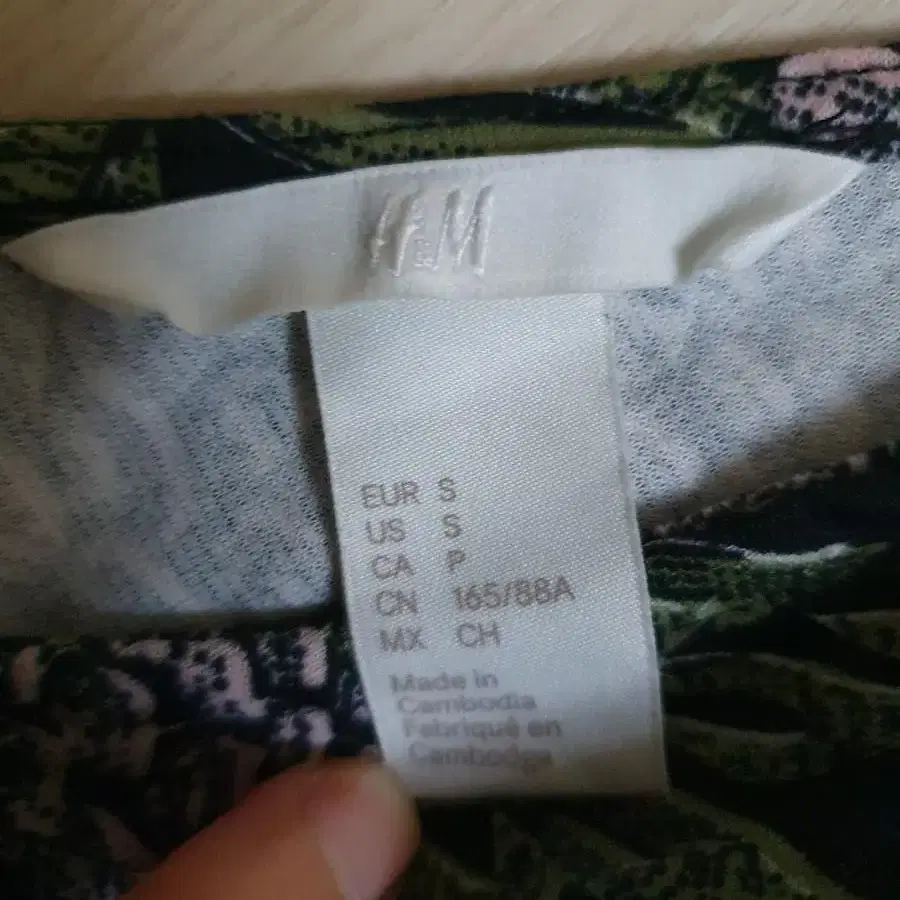 H&M
EUR S
US S
CA P
CN 165/88A
MX CH
Made in
Cambodia
Fabriqué en
Cambodge